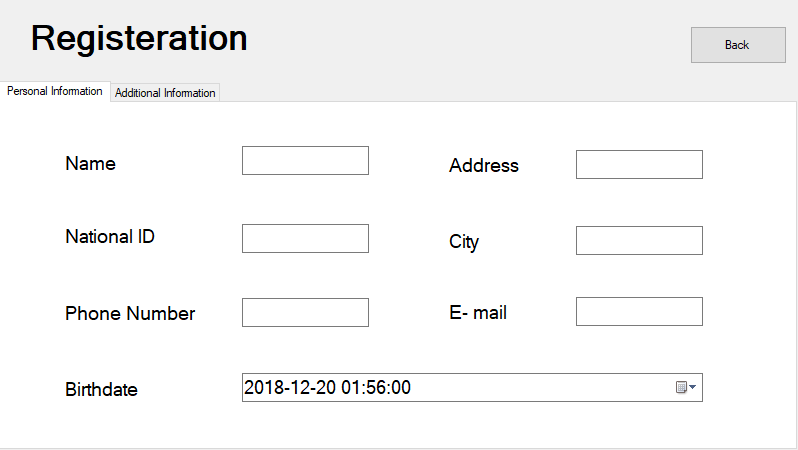 Registeration
Back
Personal Information
Additional Information
Name
Address
National ID
City
Phone Number
E- mail
Birthdate
2018-12-20 01:56:00